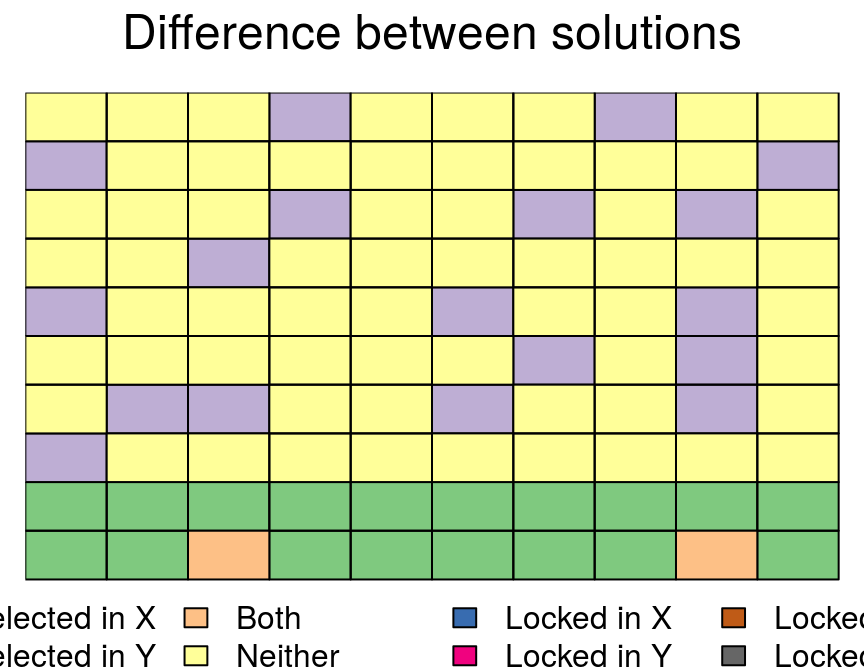 Difference between solutions
elected in X Both Locked in X Locked
elected in Y Neither Locked in Y Locked